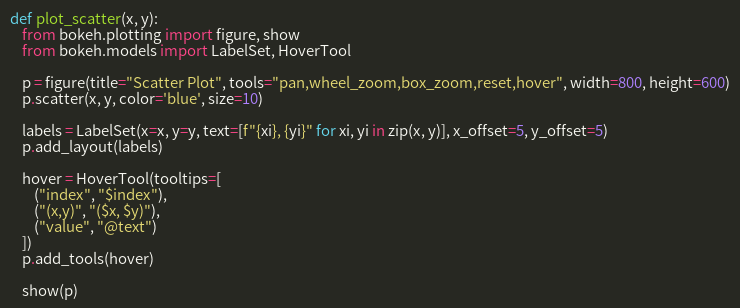 def plot_scatter(x, y):
    from bokeh.plotting import figure, show
    from bokeh.models import LabelSet, HoverTool

    p = figure(title="Scatter Plot", tools="pan,wheel_zoom,box_zoom,reset,hover", width=800, height=600)
    p.scatter(x, y, color='blue', size=10)

    labels = LabelSet(x=x, y=y, text=[f"{xi}, {yi}" for xi, yi in zip(x, y)], x_offset=5, y_offset=5)
    p.add_layout(labels)

    hover = HoverTool(tooltips=[
        ("index", "$index"),
        ("(x,y)", "($x, $y)"),
        ("value", "@text")
    ])
    p.add_tools(hover)

    show(p)